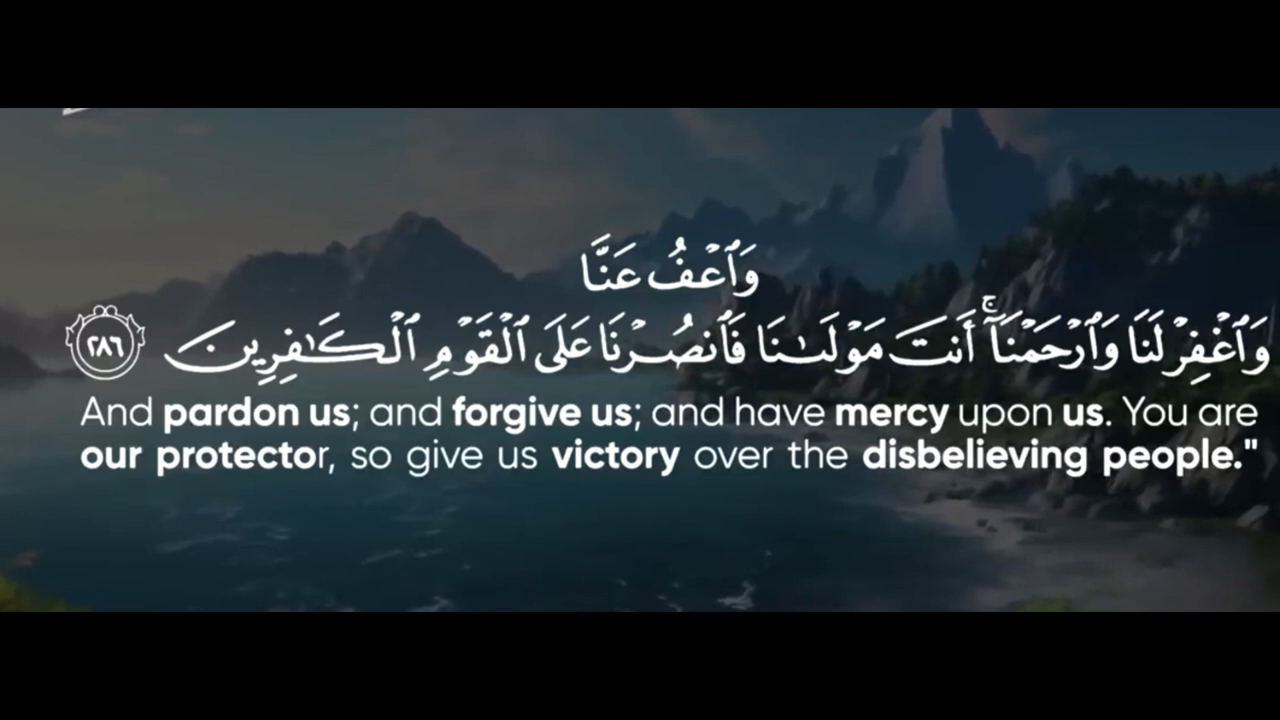 وَٱعۡفُ عَنَّا
وَٱغۡفِرۡ لَنَا وَٱرۡحَمۡنَآۚ أَنتَ مَوۡلَىٰنَا فَٱنصُرۡنَا عَلَى ٱلۡقَوۡمِ ٱلۡكَٰفِرِينَ ٢٨٦
And pardon us; and forgive us; and have mercy upon us. You are
our protector, so give us victory over the disbelieving people."